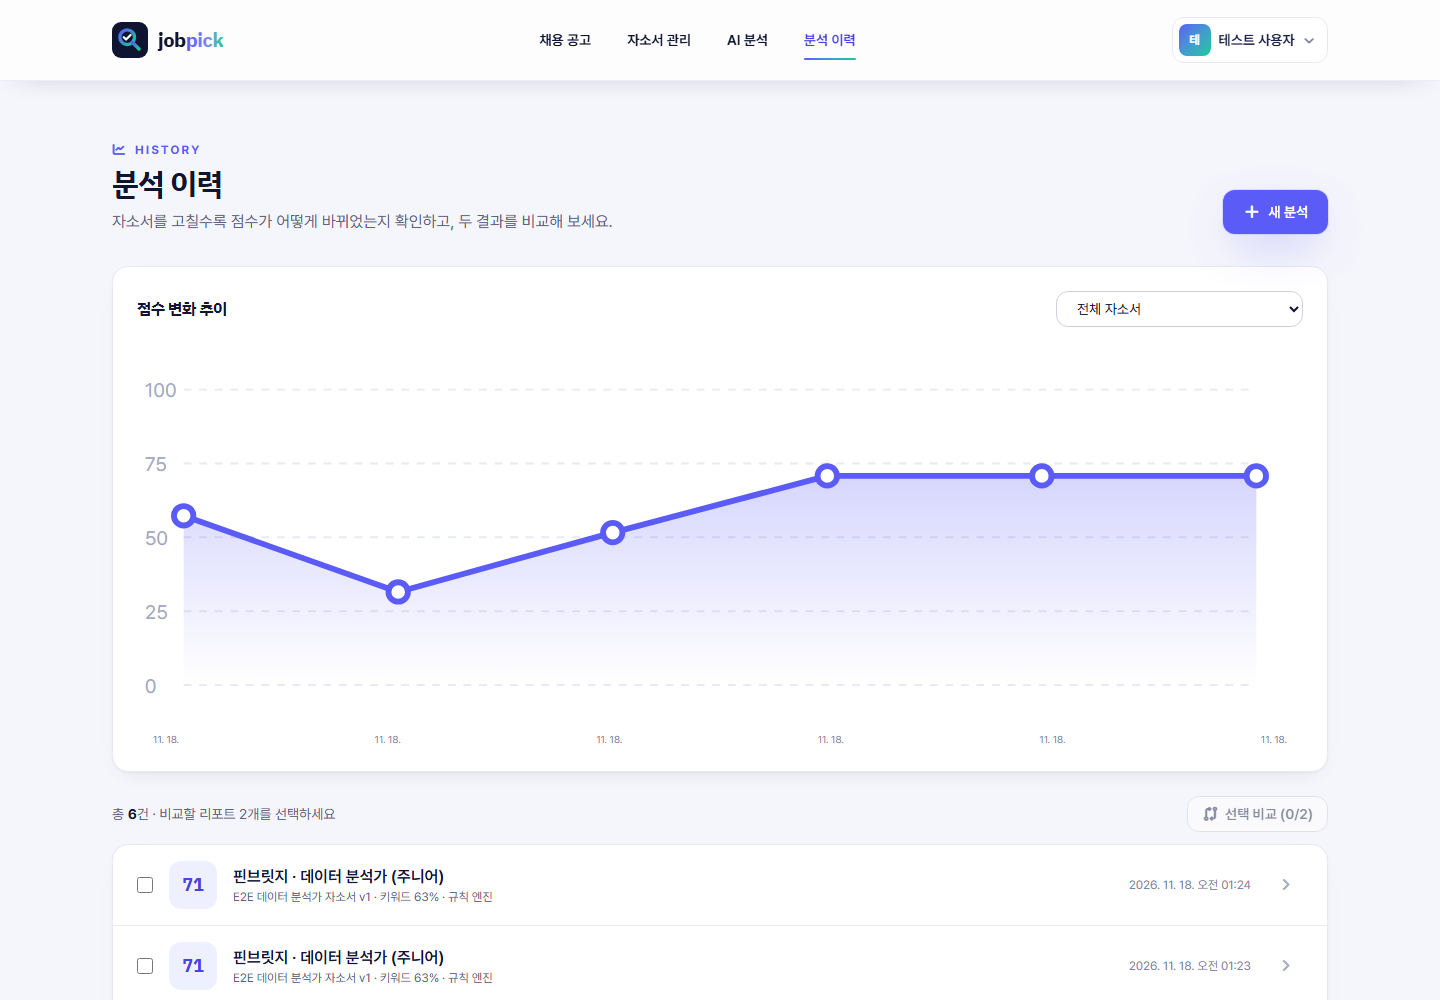 jobpick
채용 공고
자소서 관리
AI 분석
분석 이력
테
테스트 사용자
HISTORY
분석 이력
자소서를 고칠수록 점수가 어떻게 바뀌었는지 확인하고, 두 결과를 비교해 보세요.
새 분석
점수 변화 추이
전체 자소서
100
75
50
25
0
11. 18.
11. 18.
11. 18.
11. 18.
11. 18.
11. 18.
총 6건 · 비교할 리포트 2개를 선택하세요
선택 비교 (0/2)
71
핀브릿지 · 데이터 분석가 (주니어)
E2E 데이터 분석가 자소서 v1 · 키워드 63% · 규칙 엔진
2026. 11. 18. 오전 01:24
71
핀브릿지 · 데이터 분석가 (주니어)
E2E 데이터 분석가 자소서 v1 · 키워드 63% · 규칙 엔진
2026. 11. 18. 오전 01:23